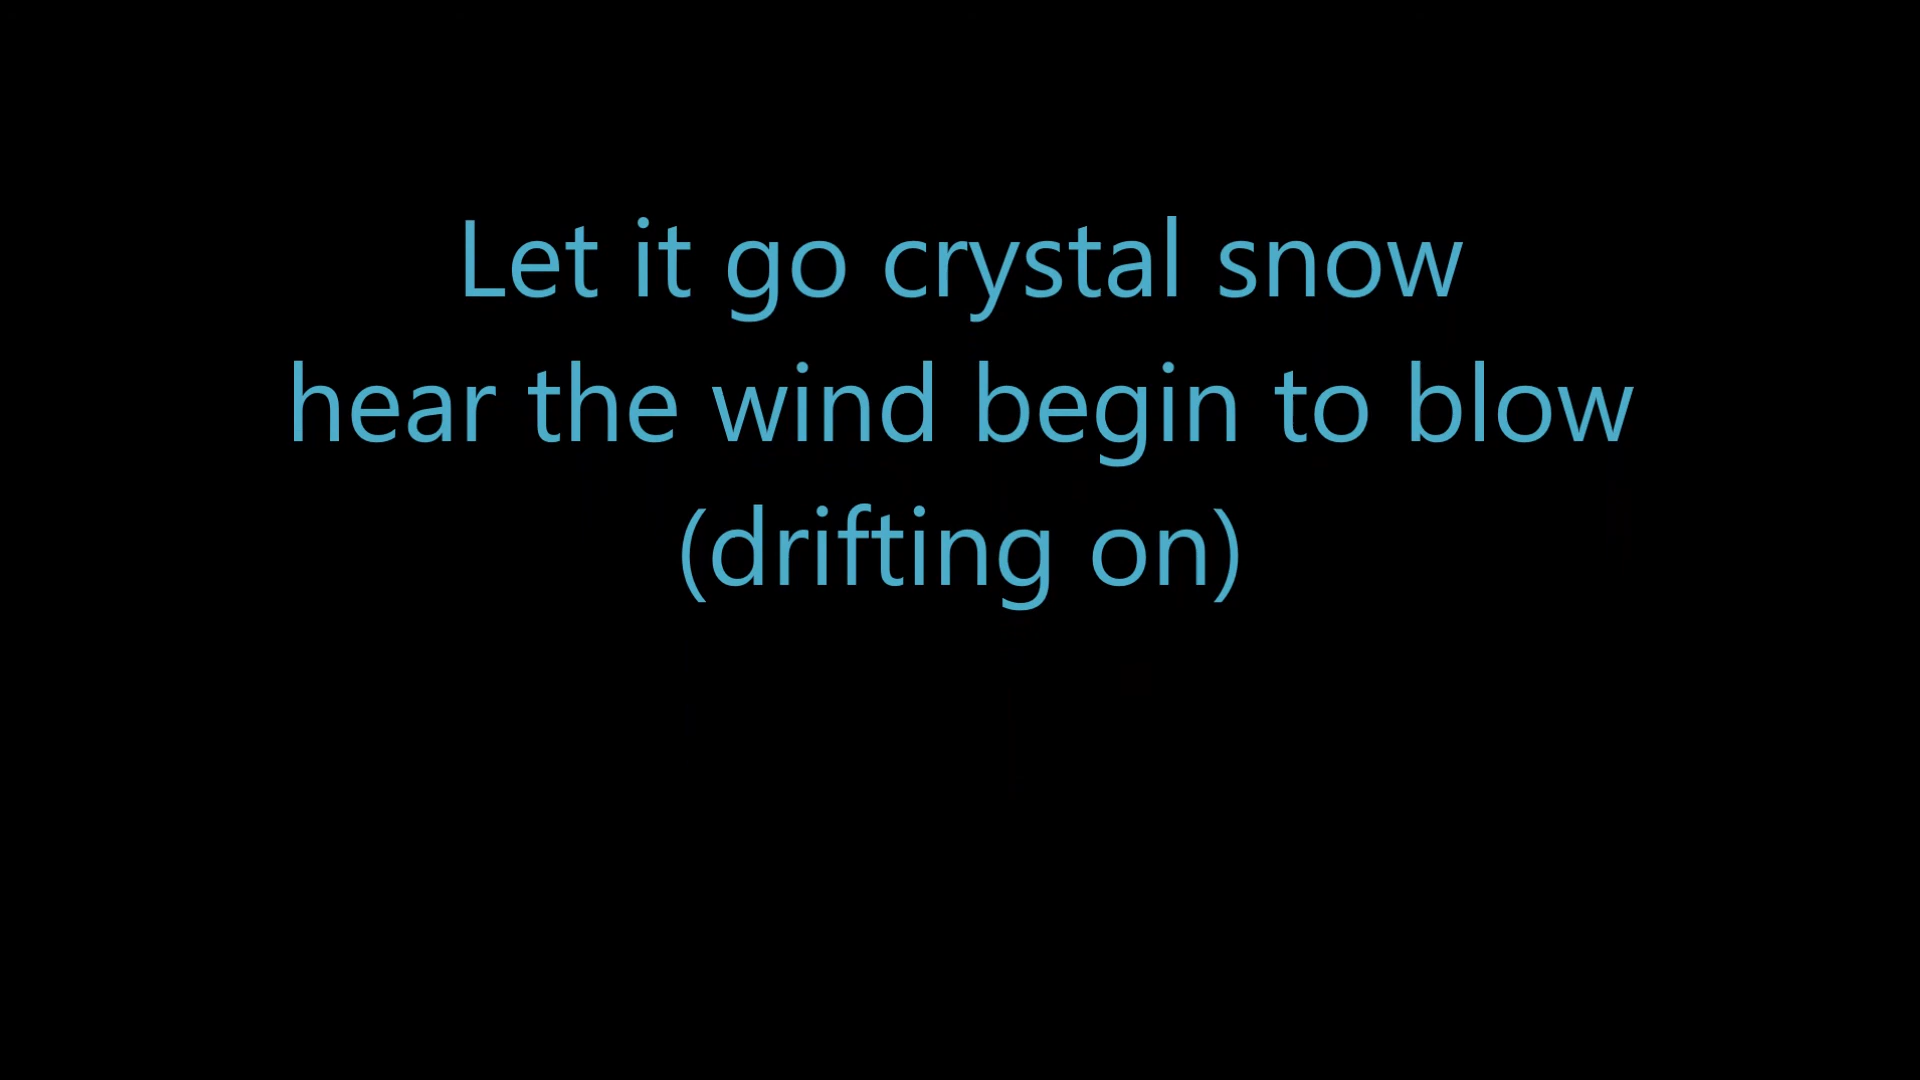 Let it go crystal snow
hear the wind begin to blow
(drifting on)